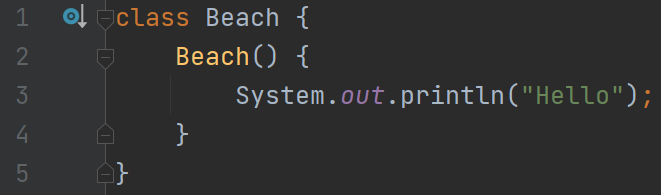 1 class Beach {
2     Beach() {
3         System.out.println("Hello");
4     }
5 }